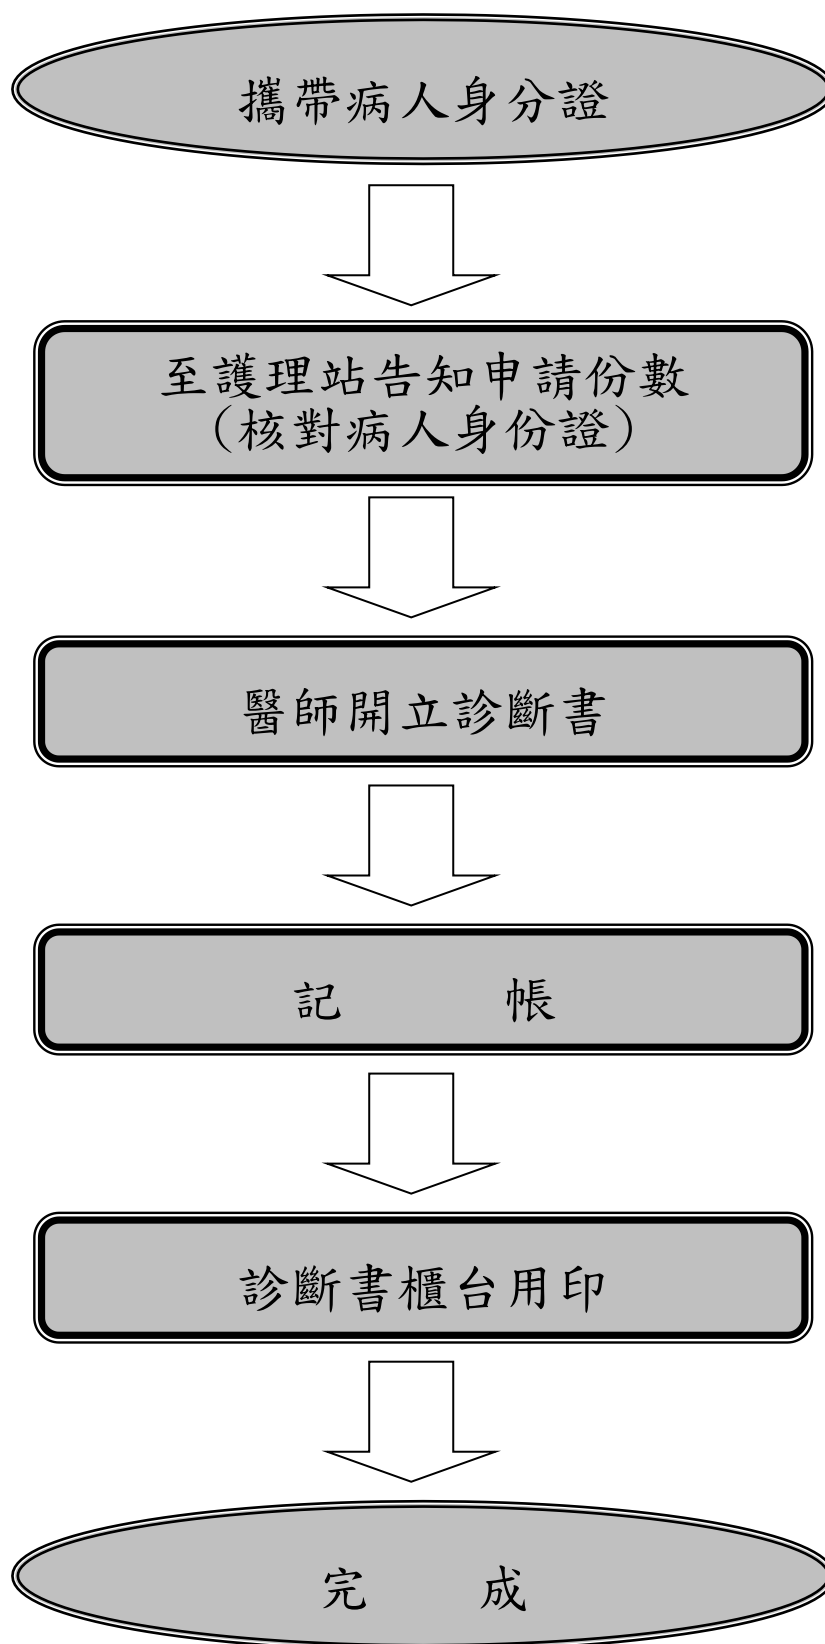 攜帶病人身分證
至護理站告知申請份數
（核對病人身份證）
醫師開立診斷書
記　　　帳
診斷書櫃台用印
完　　成